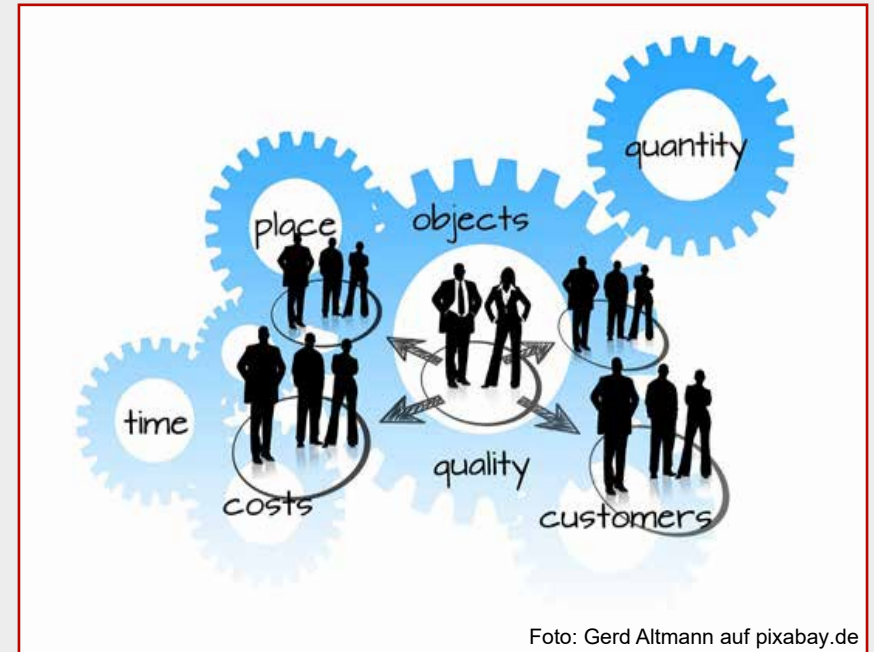 quantity
place
objects
time
quality
costs
customers
Foto: Gerd Altmann auf pixabay.de